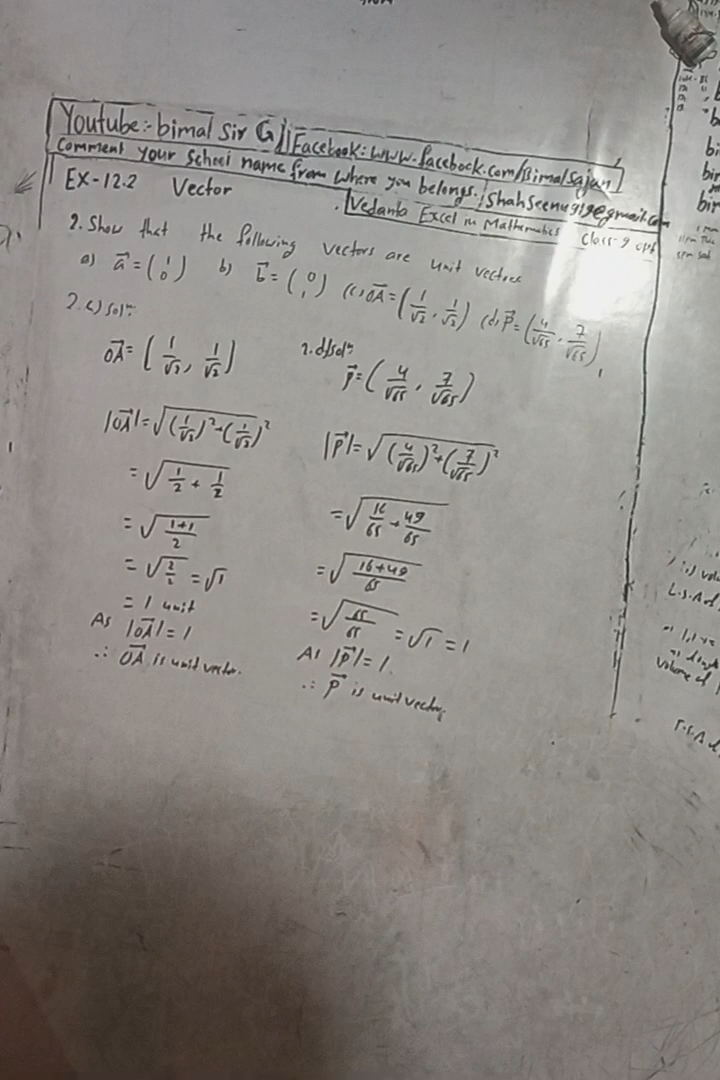 Youtube:- bimal Sir G
Facebook: www.facebook.com/Bimalsajan
Comment your School name from where you belongs.
EX-12.2 Vector
Vedanta Excel in Mathematics Class-9 opt
2. Show that the following vectors are unit vectors
a) a⃗ = (1 0) b) b⃗ = (0 1) (c) OA⃗ = (1/√2, 1/√2) (d) P⃗ = (4/√65, 7/√65)
2.c) soln:
OA⃗ = (1/√2, 1/√2)
|OA⃗| = √(1/√2)² + (1/√2)²
= √1/2 + 1/2
= √1+1/2
= √2/2 = √1
= 1 unit
As |OA⃗| = 1
∴ OA⃗ is unit vector.
2.d) soln:
P⃗ = (4/√65, 7/√65)
|P⃗| = √(4/√65)² + (7/√65)²
= √16/65 + 49/65
= √16+49/65
= √65/65 = √1 = 1
As |P⃗| = 1.
∴ P⃗ is unit vector
L.S.A of
Volume of
T.S.A of